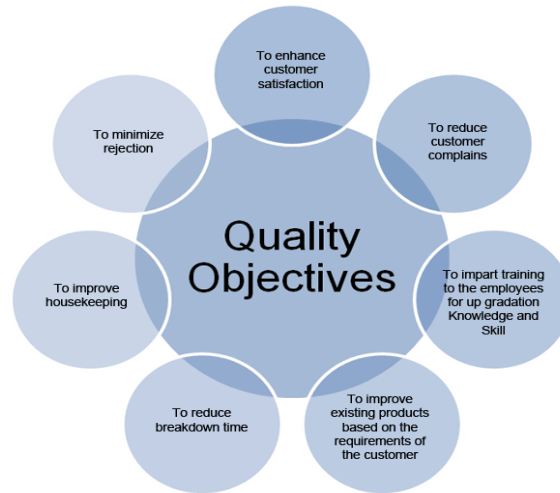 To enhance
customer
satisfaction
To reduce
customer
complains
To impart training
to the employees
for up gradation
Knowledge and
Skill
To improve
existing products
based on the
requirements of
the customer
To reduce
breakdown time
To improve
housekeeping
To minimize
rejection
Quality
Objectives